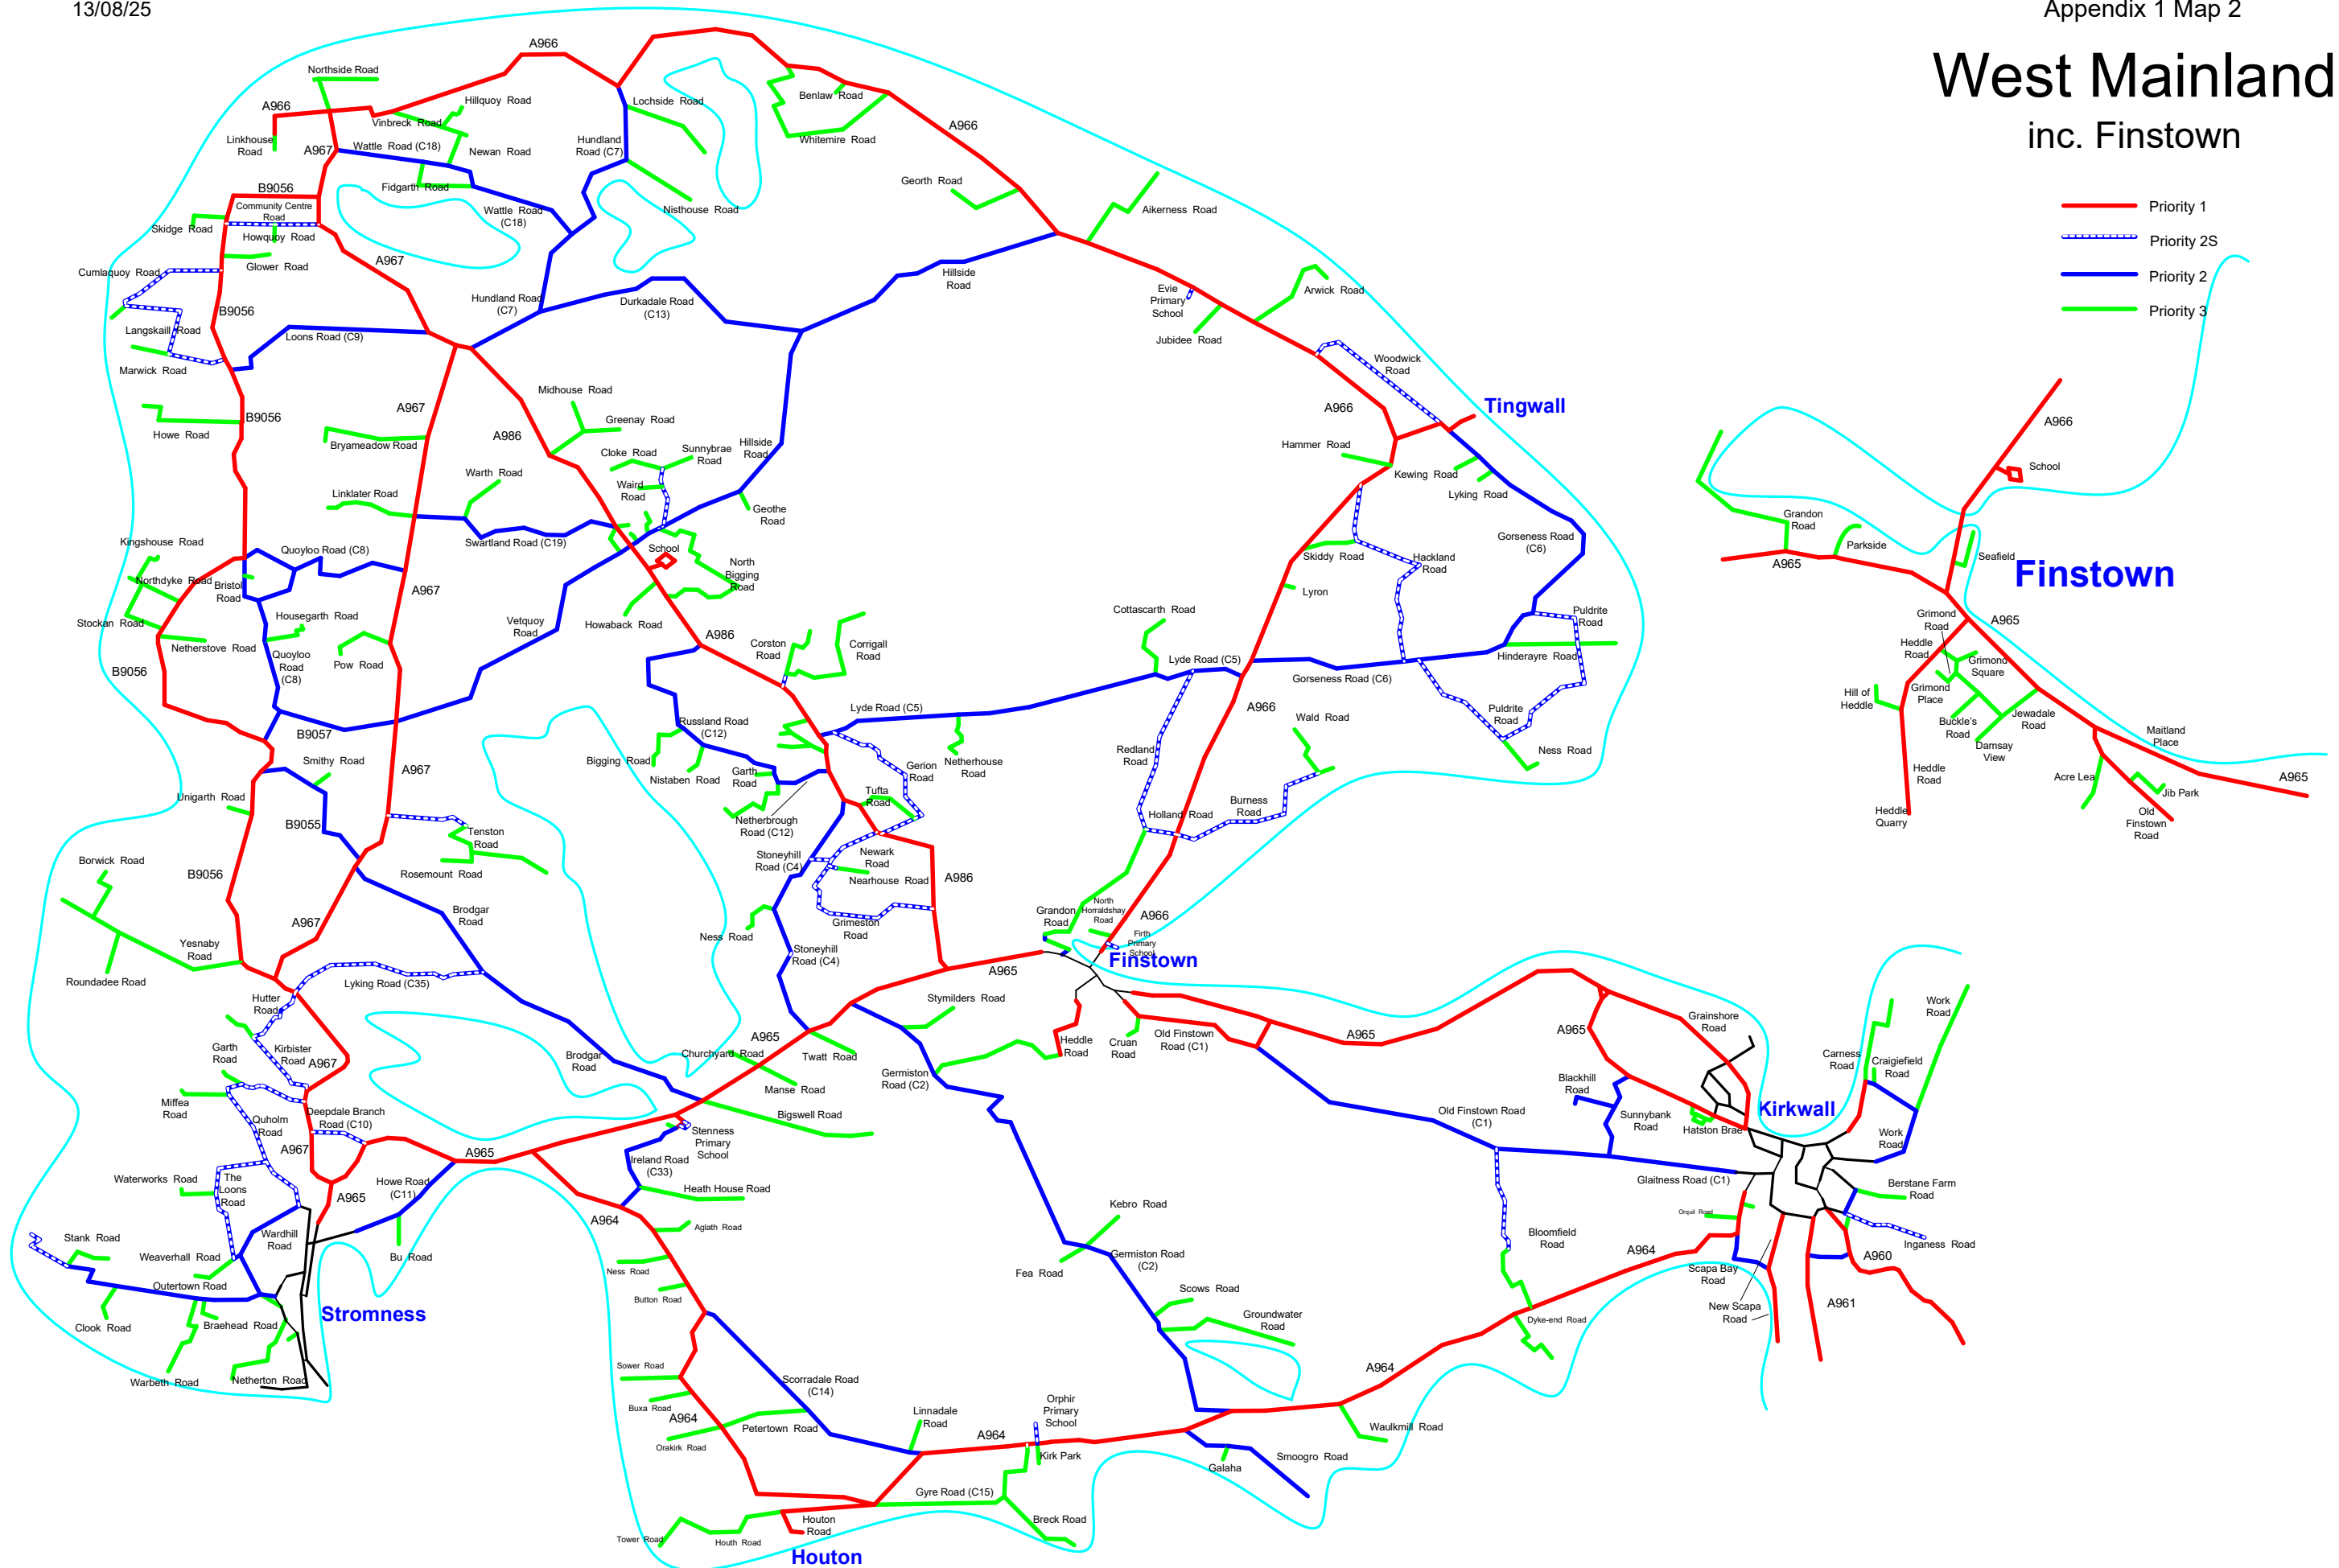 13/08/25
Appendix 1 Map 2
West Mainland
inc. Finstown
Priority 1
Priority 2S
Priority 2
Priority 3
A966
Northside Road
A966
Hillquoy Road
Vinbreck Road
Linkhouse
Road
A967
Wattle Road (C18)
Newan Road
Fidgarth Road
Hundland
Road (C7)
Lochside Road
Benlaw Road
Whitemire Road
A966
Nisthouse Road
Georth Road
Aikerness Road
B9056
Community Centre
Road
Skidge Road
Howquoy Road
Wattle Road
(C18)
Glower Road
A967
Cumlaquoy Road
Hundland Road
(C7)
Durkadale Road
(C13)
Hillside
Road
Evie
Primary
School
Arwick Road
Jubidee Road
B9056
Langskaill Road
Loons Road (C9)
Marwick Road
Woodwick
Road
Tingwall
A966
Howe Road
B9056
A967
Bryameadow Road
A986
Midhouse Road
Greenay Road
Cloke Road
Sunnybrae
Road
Hillside
Road
Waird
Road
Geothe
Road
Hammer Road
Kewing Road
Lyking Road
Linklater Road
Warth Road
Swartland Road (C19)
School
North
Bigging
Road
Skiddy Road
Hackland
Road
Gorseness Road
(C6)
Lyron
Kingshouse Road
Quoyloo Road (C8)
Northdyke Road
Bristol
Road
A967
Stockan Road
Housegarth Road
Netherstove Road
Quoyloo
Road
(C8)
Pow Road
Vetquoy
Road
Howaback Road
A986
Corston
Road
Corrigall
Road
Cottascarth Road
Lyde Road (C5)
Puldrite
Road
Hinderayre Road
Gorseness Road (C6)
A966
Wald Road
Puldrite
Road
Ness Road
B9056
B9057
Smithy Road
Unigarth Road
A967
B9055
Russland Road
(C12)
Bigging Road
Nistaben Road
Garth
Road
Netherbrough
Road (C12)
Lyde Road (C5)
Gerion
Road
Netherhouse
Road
Tufta
Road
Redland
Road
Holland Road
Burness
Road
Tenston
Road
Rosemount Road
Borwick Road
B9056
A967
Yesnaby
Road
Roundadee Road
Brodgar
Road
Stoneyhill
Road (C4)
Newark
Road
Nearhouse Road
A986
Grimeston
Road
Ness Road
Stoneyhill
Road (C4)
Grandon
Road
North
Horraldshay
Road
A966
Firth
Primary
School
Finstown
A965
Lyking Road (C35)
Hutter
Road
Garth
Road
Kirbister
Road
A967
Miffea
Road
Quholm
Road
Deepdale Branch
Road (C10)
A967
Brodgar
Road
A965
Churchyard Road
Twatt Road
Manse Road
Bigswell Road
Stymilders Road
Germiston
Road (C2)
Heddle
Road
Cruan
Road
Old Finstown
Road (C1)
A965
A965
Grainshore
Road
Blackhill
Road
Sunnybank
Road
Hatston Brae
Kirkwall
Old Finstown Road
(C1)
Glaitness Road (C1)
Carness
Road
Craigiefield
Road
Work
Road
Work
Road
Berstane Farm
Road
Inganess Road
Orquil Road
Scapa Bay
Road
New Scapa
Road
A960
A961
Waterworks Road
The
Loons
Road
A965
Howe Road
(C11)
A965
Stank Road
Weaverhall Road
Wardhill
Road
Bu Road
Outertown Road
Stromness
Clook Road
Braehead Road
Warbeth Road
Netherton Road
Stenness
Primary
School
Ireland Road
(C33)
Heath House Road
A964
Aglath Road
Ness Road
Button Road
Kebro Road
Fea Road
Germiston Road
(C2)
Scows Road
Groundwater
Road
Bloomfield
Road
A964
Dyke-end Road
Sower Road
Buxa Road
A964
Orakirk Road
Scorradale Road
(C14)
Petertown Road
Linnadale
Road
A964
Orphir
Primary
School
Kirk Park
A964
Waulkmill Road
Galaha
Smoogro Road
Gyre Road (C15)
Breck Road
Houton
Road
Tower Road
Houth Road
Houton
A966
School
Grandon
Road
Parkside
A965
Seafield
Finstown
Grimond
Road
A965
Heddle
Road
Grimond
Square
Hill of
Heddle
Grimond
Place
Buckle's
Road
Jewadale
Road
Damsay
View
Maitland
Place
Heddle
Road
Acre Lea
Jib Park
A965
Heddle
Quarry
Old
Finstown
Road